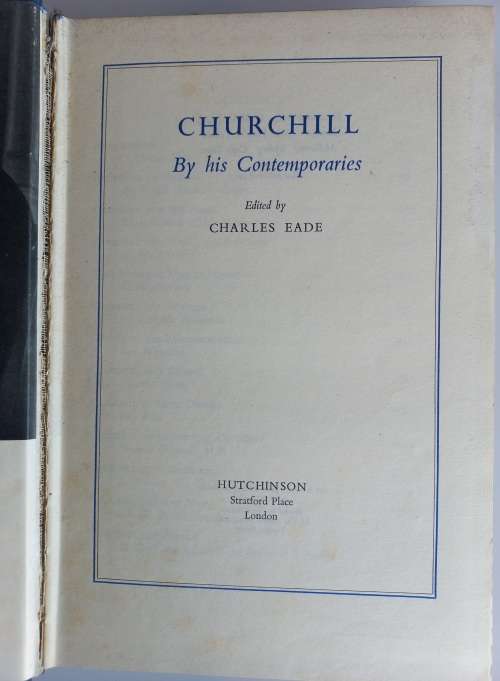 CHURCHILL
By his Contemporaries
Edited by
CHARLES EADE
HUTCHINSON
Stratford Place
London